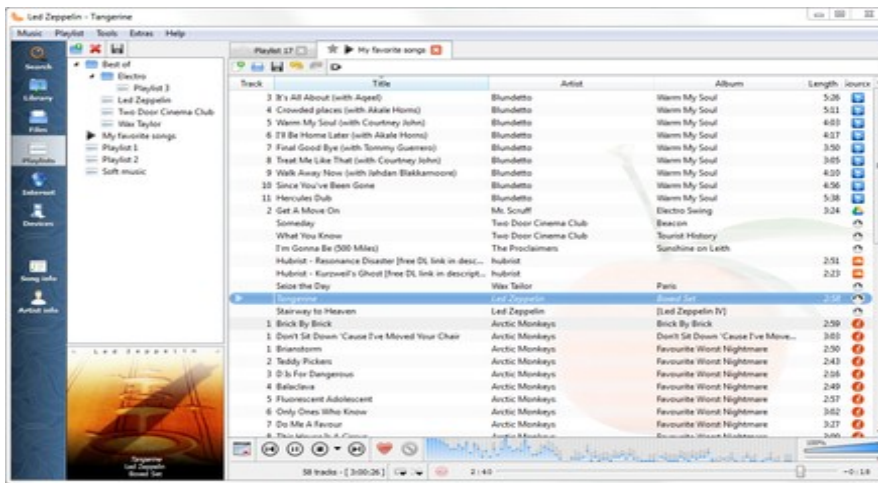 Led Zeppelin - Tangerine
Music Playlist Tools Extras Help
Search
Library
Files
Playlists
Internet
Devices
Song info
Artist info
Best of
Electro
Playlist 3
Led Zeppelin
Two Door Cinema Club
Wax Taylor
My favorite songs
Playlist 1
Playlist 2
Soft music
Led Zeppelin
Tangerine
Led Zeppelin
Boxed Set
Playlist 17 My favorite songs
Track Title Artist Album Length Source
3 It's All About (with Aqeel) Blundetto Warm My Soul 5:26
4 Crowded places (with Akale Horns) Blundetto Warm My Soul 5:11
5 Warm My Soul (with Courtney John) Blundetto Warm My Soul 4:03
6 I'll Be Home Later (with Akale Horns) Blundetto Warm My Soul 4:17
7 Final Good Bye (with Tommy Guerrero) Blundetto Warm My Soul 3:50
8 Treat Me Like That (with Courtney John) Blundetto Warm My Soul 3:05
9 Walk Away Now (with Jahdan Blakkamoore) Blundetto Warm My Soul 4:10
10 Since You've Been Gone Blundetto Warm My Soul 4:56
11 Hercules Dub Blundetto Warm My Soul 5:38
2 Get A Move On Mr. Scruff Electro Swing 3:24
Someday Two Door Cinema Club Beacon
What You Know Two Door Cinema Club Tourist History
I'm Gonna Be (500 Miles) The Proclaimers Sunshine on Leith
Hubrist - Resonance Disaster [free DL link in desc... hubrist 2:51
Hubrist - Kurzweil's Ghost [free DL link in descript... hubrist 2:23
Seize the Day Wax Tailor Paris
Tangerine Led Zeppelin Boxed Set 2:58
Stairway to Heaven Led Zeppelin [Led Zeppelin IV]
1 Brick By Brick Arctic Monkeys Brick By Brick 2:59
1 Don't Sit Down 'Cause I've Moved Your Chair Arctic Monkeys Don't Sit Down 'Cause I've Move... 3:03
1 Brianstorm Arctic Monkeys Favourite Worst Nightmare 2:50
2 Teddy Pickers Arctic Monkeys Favourite Worst Nightmare 2:43
3 D Is For Dangerous Arctic Monkeys Favourite Worst Nightmare 2:16
4 Balaclava Arctic Monkeys Favourite Worst Nightmare 2:49
5 Fluorescent Adolescent Arctic Monkeys Favourite Worst Nightmare 2:57
6 Only Ones Who Know Arctic Monkeys Favourite Worst Nightmare 3:02
7 Do Me A Favour Arctic Monkeys Favourite Worst Nightmare 3:27
8 This House Is A Circus Arctic Monkeys Favourite Worst Nightmare
58 tracks - [ 3:00:26 ] 2:40 -0:18